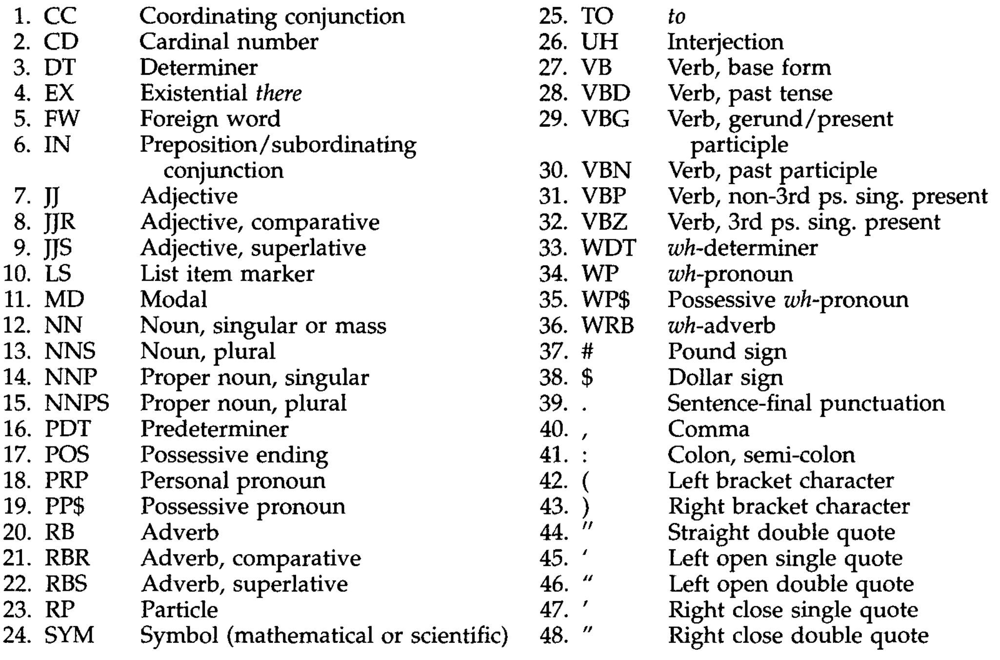 1. CC Coordinating conjunction
2. CD Cardinal number
3. DT Determiner
4. EX Existential there
5. FW Foreign word
6. IN Preposition/subordinating
conjunction
7. JJ Adjective
8. JJR Adjective, comparative
9. JJS Adjective, superlative
10. LS List item marker
11. MD Modal
12. NN Noun, singular or mass
13. NNS Noun, plural
14. NNP Proper noun, singular
15. NNPS Proper noun, plural
16. PDT Predeterminer
17. POS Possessive ending
18. PRP Personal pronoun
19. PP$ Possessive pronoun
20. RB Adverb
21. RBR Adverb, comparative
22. RBS Adverb, superlative
23. RP Particle
24. SYM Symbol (mathematical or scientific)
25. TO to
26. UH Interjection
27. VB Verb, base form
28. VBD Verb, past tense
29. VBG Verb, gerund/present
participle
30. VBN Verb, past participle
31. VBP Verb, non-3rd ps. sing. present
32. VBZ Verb, 3rd ps. sing. present
33. WDT wh-determiner
34. WP wh-pronoun
35. WP$ Possessive wh-pronoun
36. WRB wh-adverb
37. # Pound sign
38. $ Dollar sign
39. . Sentence-final punctuation
40. , Comma
41. : Colon, semi-colon
42. ( Left bracket character
43. ) Right bracket character
44. " Straight double quote
45. ‘ Left open single quote
46. “ Left open double quote
47. ’ Right close single quote
48. ” Right close double quote